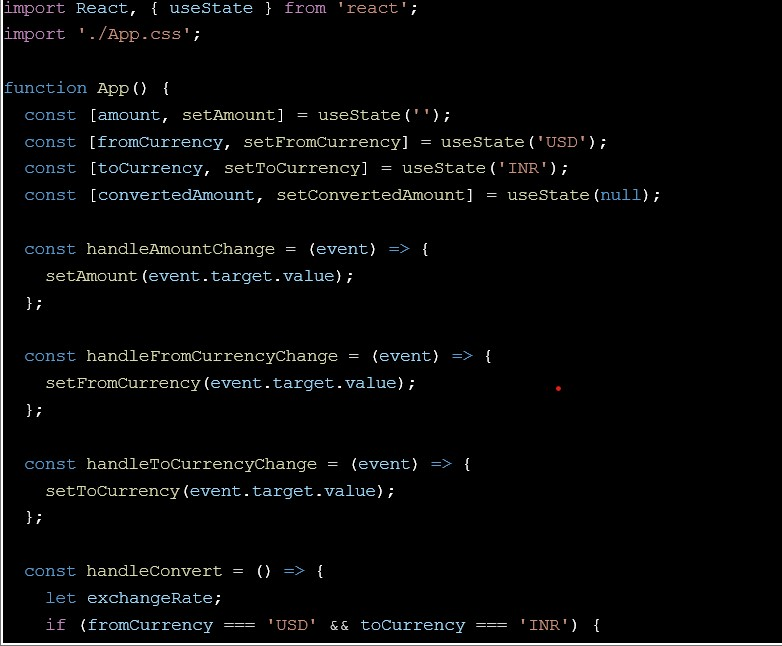 import React, { useState } from 'react';
import './App.css';
function App() {
const [amount, setAmount] = useState('');
const [fromCurrency, setFromCurrency] = useState('USD');
const [toCurrency, setToCurrency] = useState('INR');
const [convertedAmount, setConvertedAmount] = useState(null);
const handleAmountChange = (event) => {
setAmount(event.target.value);
};
const handleFromCurrencyChange = (event) => {
setFromCurrency(event.target.value);
};
const handleToCurrencyChange = (event) => {
setToCurrency(event.target.value);
};
const handleConvert = () => {
let exchangeRate;
if (fromCurrency === 'USD' && toCurrency === 'INR') {